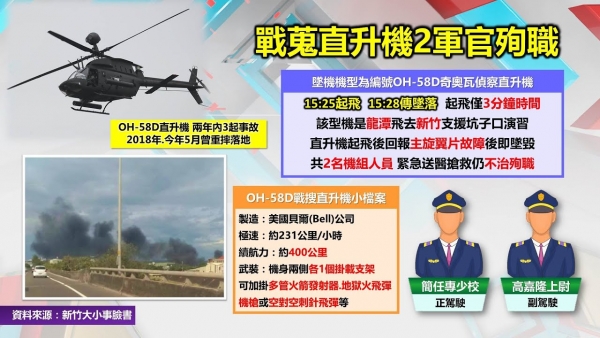 戰蒐直升機2軍官殉職
墜機機型為編號OH-58D奇奧瓦偵察直升機
15:25起飛 15:28傳墜落 起飛僅3分鐘時間
該型機是龍潭飛去新竹支援坑子口演習
直升機起飛後回報主旋翼片故障後即墜毀
共2名機組人員 緊急送醫搶救仍不治殉職
OH-58D直升機 兩年內3起事故
2018年.今年5月曾重摔落地
OH-58D戰搜直升機小檔案
製造：美國貝爾(Bell)公司
極速：約231公里/小時
續航力：約400公里
武裝：機身兩側各1個掛載支架
可加掛多管火箭發射器.地獄火飛彈
機槍或空對空刺針飛彈等
簡任專少校
正駕駛
高嘉隆上尉
副駕駛
資料來源：新竹大小事臉書